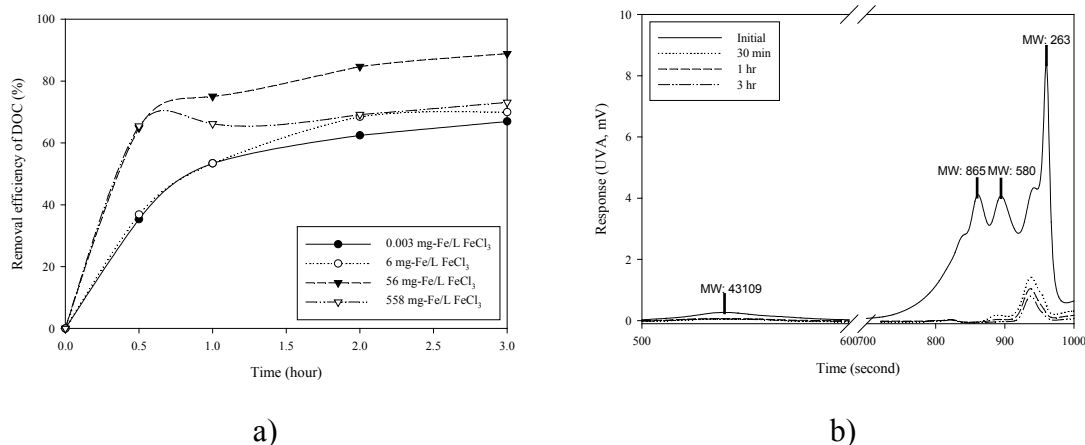 Removal efficiency of DOC (%)
100
80
60
40
20
0
0.0 0.5 1.0 1.5 2.0 2.5 3.0
Time (hour)
0.003 mg-Fe/L FeCl3
6 mg-Fe/L FeCl3
56 mg-Fe/L FeCl3
558 mg-Fe/L FeCl3
a)
Response (UVA, mV)
10
8
6
4
2
0
Initial
30 min
1 hr
3 hr
MW: 263
MW: 865
MW: 580
MW: 43109
500 600 700 800 900 1000
Time (second)
b)